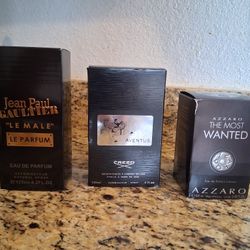 Jean Paul
GAULTIER
"LE MALE"
LE PARFUM
EAU DE PARFUM
AVENTUS
CREED
AZZARO
THE MOST
WANTED
AZZARO